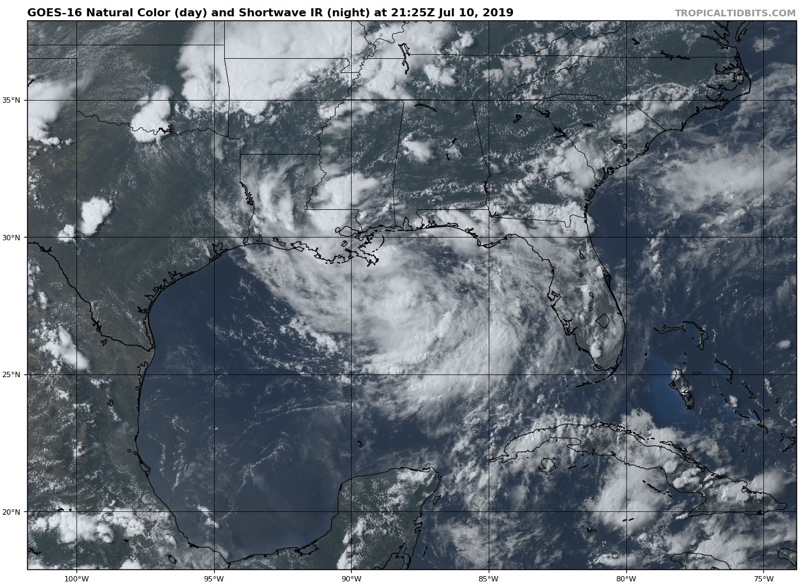 GOES-16 Natural Color (day) and Shortwave IR (night) at 21:25Z Jul 10, 2019
TROPICALTIDBITS.COM
35°N
30°N
25°N
20°N
100°W
95°W
90°W
85°W
80°W
75°W